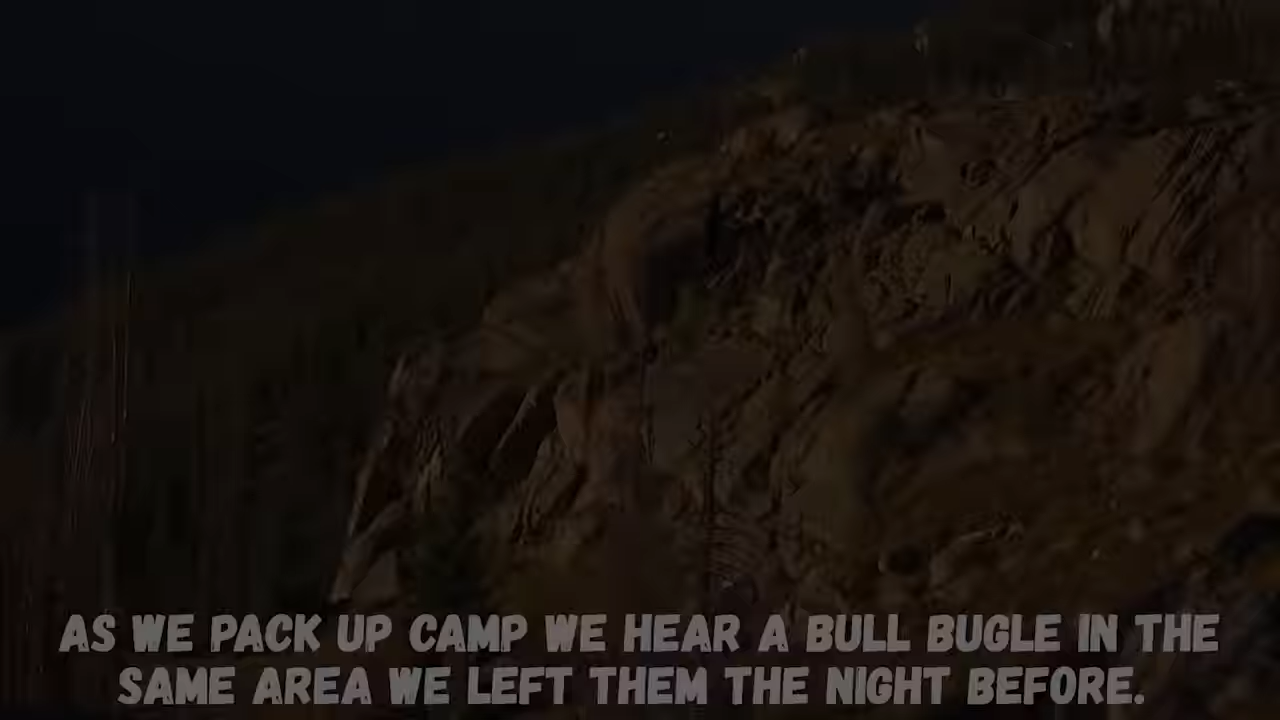 AS WE PACK UP CAMP WE HEAR A BULL BUGLE IN THE
SAME AREA WE LEFT THEM THE NIGHT BEFORE.